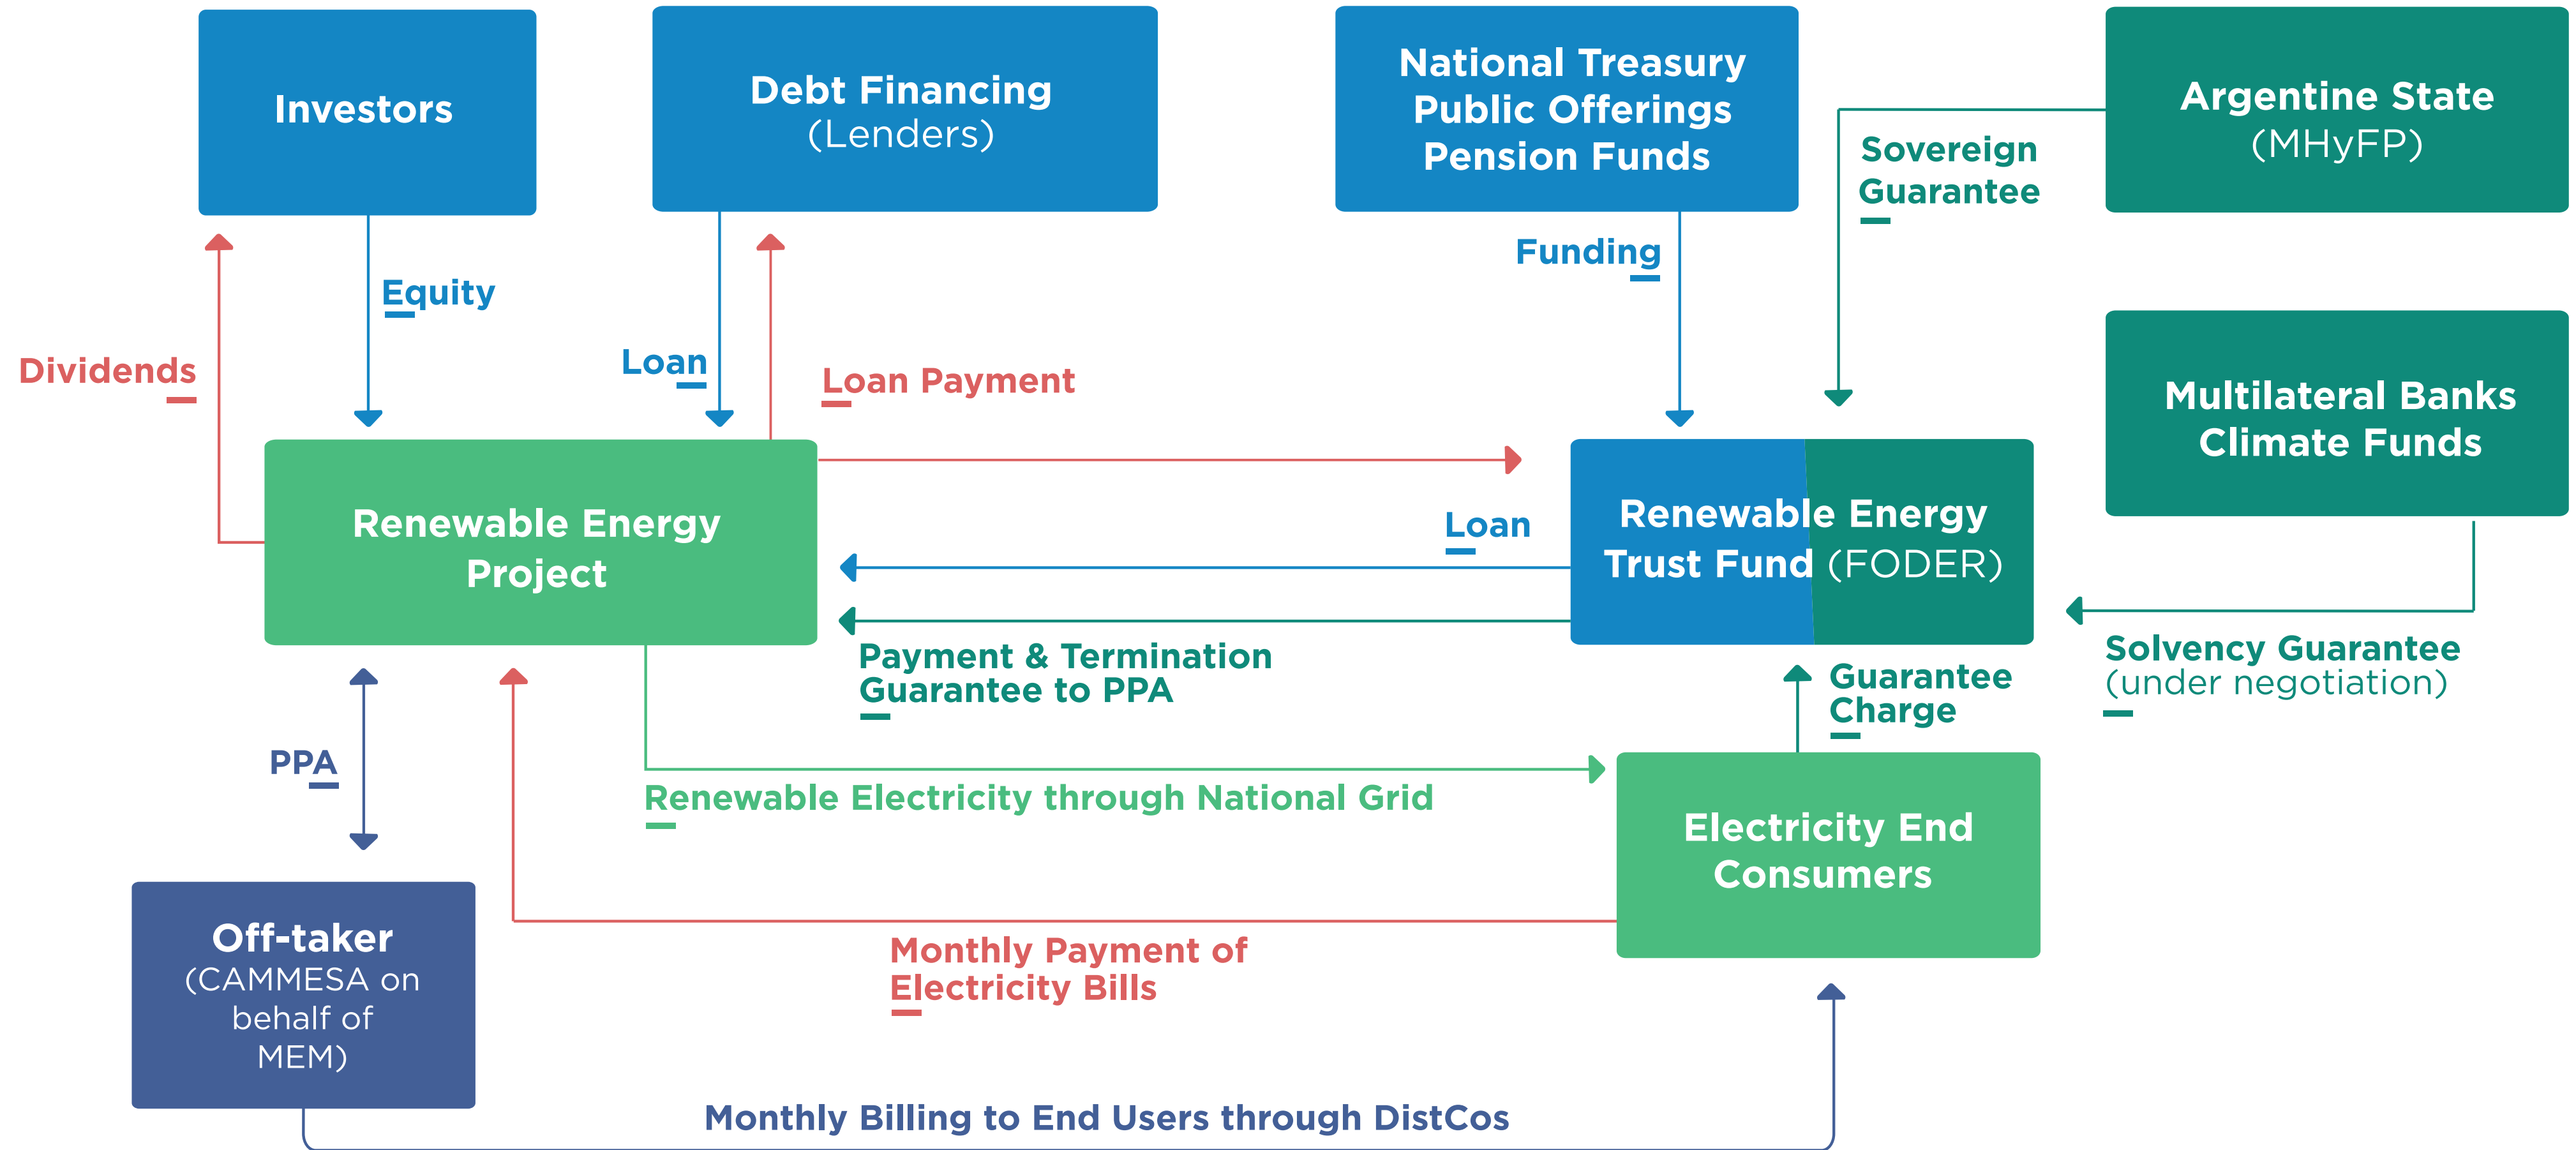 Investors
Debt Financing
(Lenders)
National Treasury
Public Offerings
Pension Funds
Argentine State
(MHyFP)
Sovereign
Guarantee
Funding
Equity
Dividends
Loan
Loan Payment
Multilateral Banks
Climate Funds
Renewable Energy
Project
Loan
Renewable Energy
Trust Fund (FODER)
Payment & Termination
Guarantee to PPA
Guarantee
Charge
Solvency Guarantee
(under negotiation)
PPA
Renewable Electricity through National Grid
Electricity End
Consumers
Off-taker
(CAMMESA on
behalf of
MEM)
Monthly Payment of
Electricity Bills
Monthly Billing to End Users through DistCos